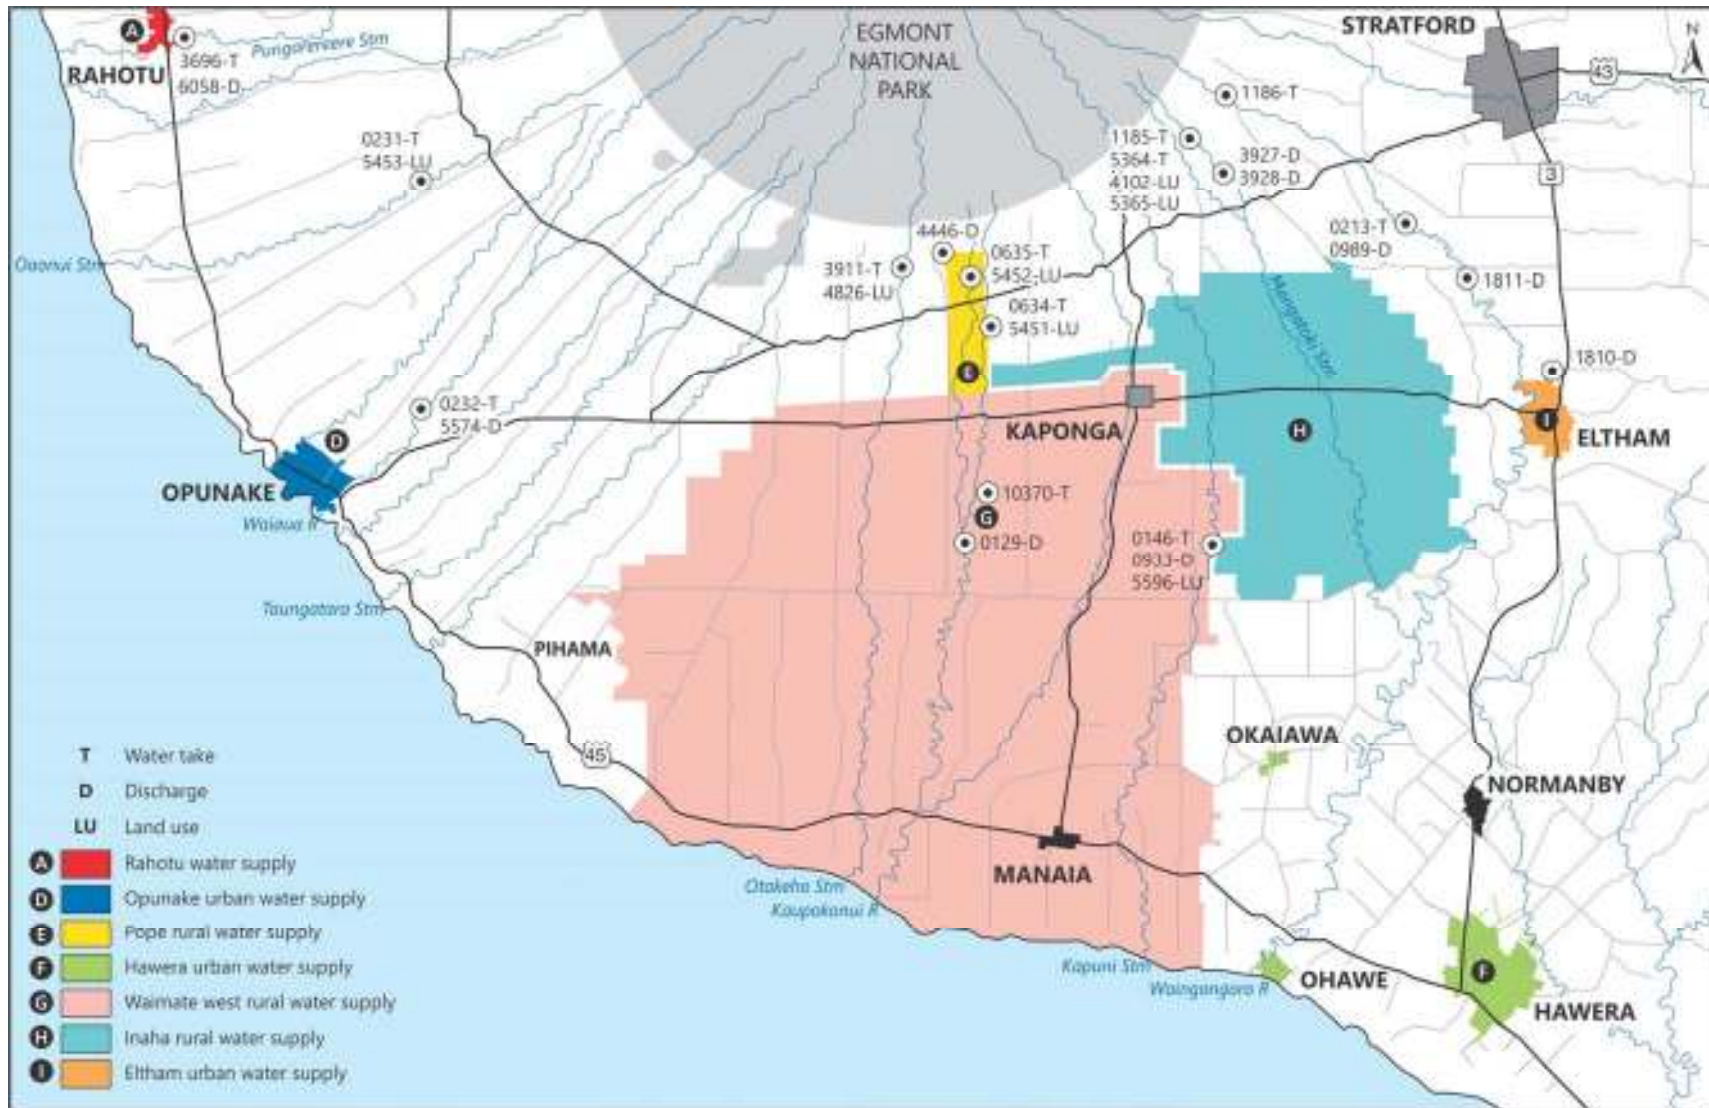 EGMONT
NATIONAL
PARK
STRATFORD
N
43
A
RAHOTU
Pungaereere Stm
3696-T
6058-D
0231-T
5453-LU
1186-T
1185-T
5364-T
4102-LU
5365-LU
3927-D
3928-D
3
0213-T
0989-D
1811-D
Oaonui Stm
4446-D
3911-T
4826-LU
0635-T
5452-LU
0634-T
5451-LU
Mangatoki Stm
1810-D
E
0232-T
5574-D
D
OPUNAKE
Waiaua R
KAPONGA
H
I
ELTHAM
10370-T
G
0129-D
0146-T
0933-D
5596-LU
Taungatara Stm
PIHAMA
45
OKAIAWA
NORMANBY
MANAIA
Otakeho Stm
Kaupokonui R
Kapuni Stm
Waingongoro R
OHAWE
F
HAWERA
T Water take
D Discharge
LU Land use
A Rahotu water supply
D Opunake urban water supply
E Pope rural water supply
F Hawera urban water supply
G Waimate west rural water supply
H Inaha rural water supply
I Eltham urban water supply